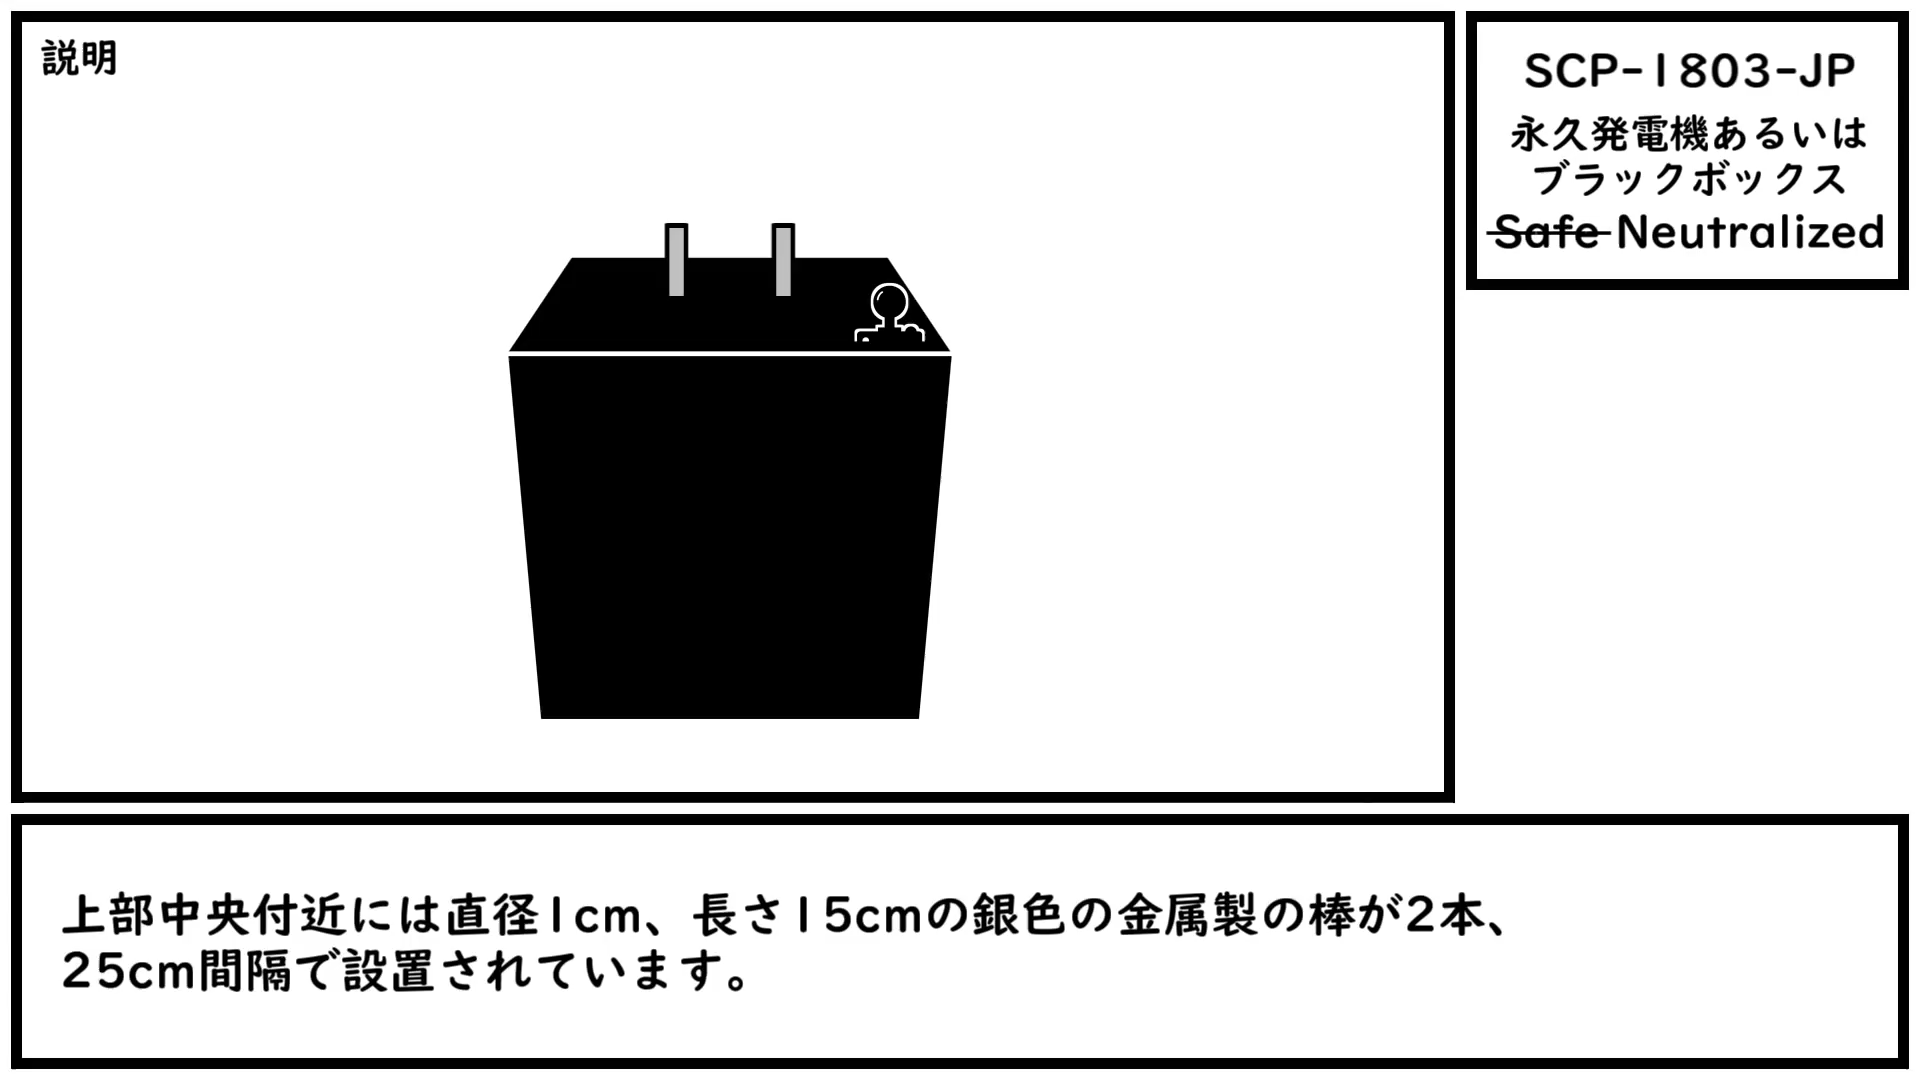 説明
SCP-1803-JP
永久発電機あるいは
ブラックボックス
Safe Neutralized
上部中央付近には直径1cm、長さ15cmの銀色の金属製の棒が2本、
25cm間隔で設置されています。